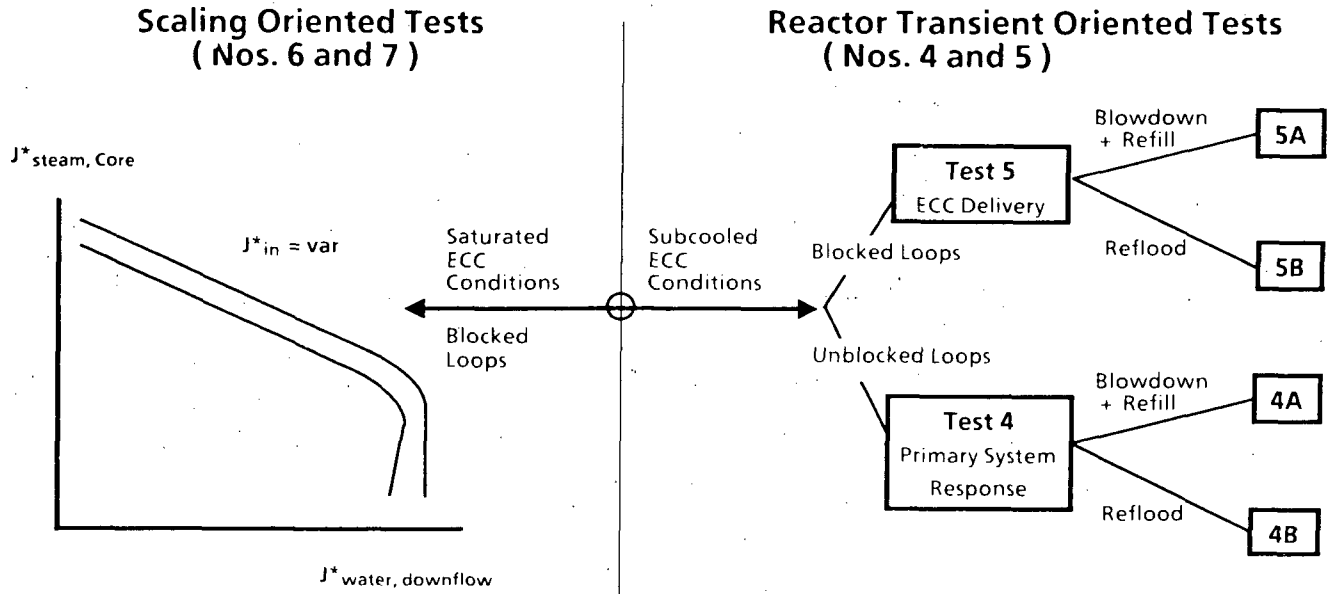 Scaling Oriented Tests
( Nos. 6 and 7 )
J*steam, Core
J*in = var
J*water, downflow
Saturated
ECC
Conditions
Blocked
Loops
Reactor Transient Oriented Tests
( Nos. 4 and 5 )
Subcooled
ECC
Conditions
Blocked Loops
Unblocked Loops
Test 5
ECC Delivery
Blowdown
+ Refill
5A
Reflood
5B
Test 4
Primary System
Response
Blowdown
+ Refill
4A
Reflood
4B